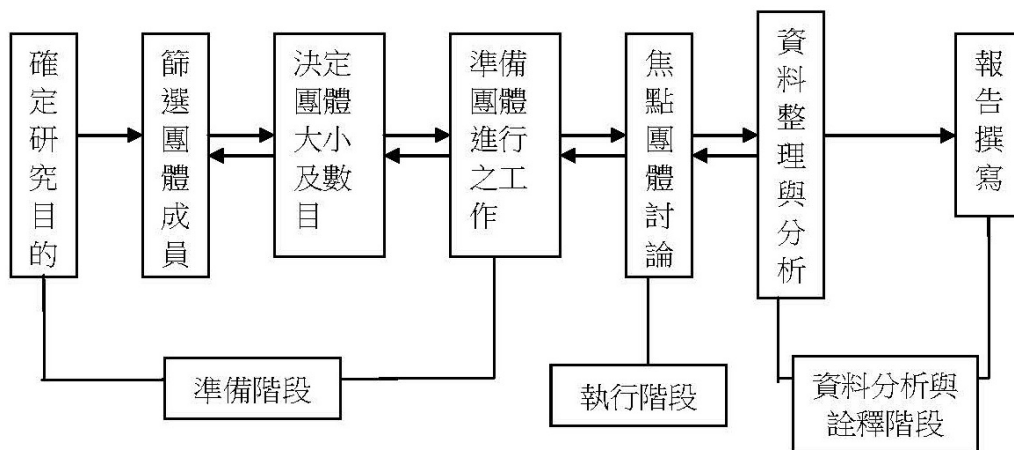 確定研究目的
篩選團體成員
決定
團體
大小
及數
目
準備
團體
進行
之工
作
焦點團體討論
資料整理與分析
報告撰寫
準備階段
執行階段
資料分析與
詮釋階段